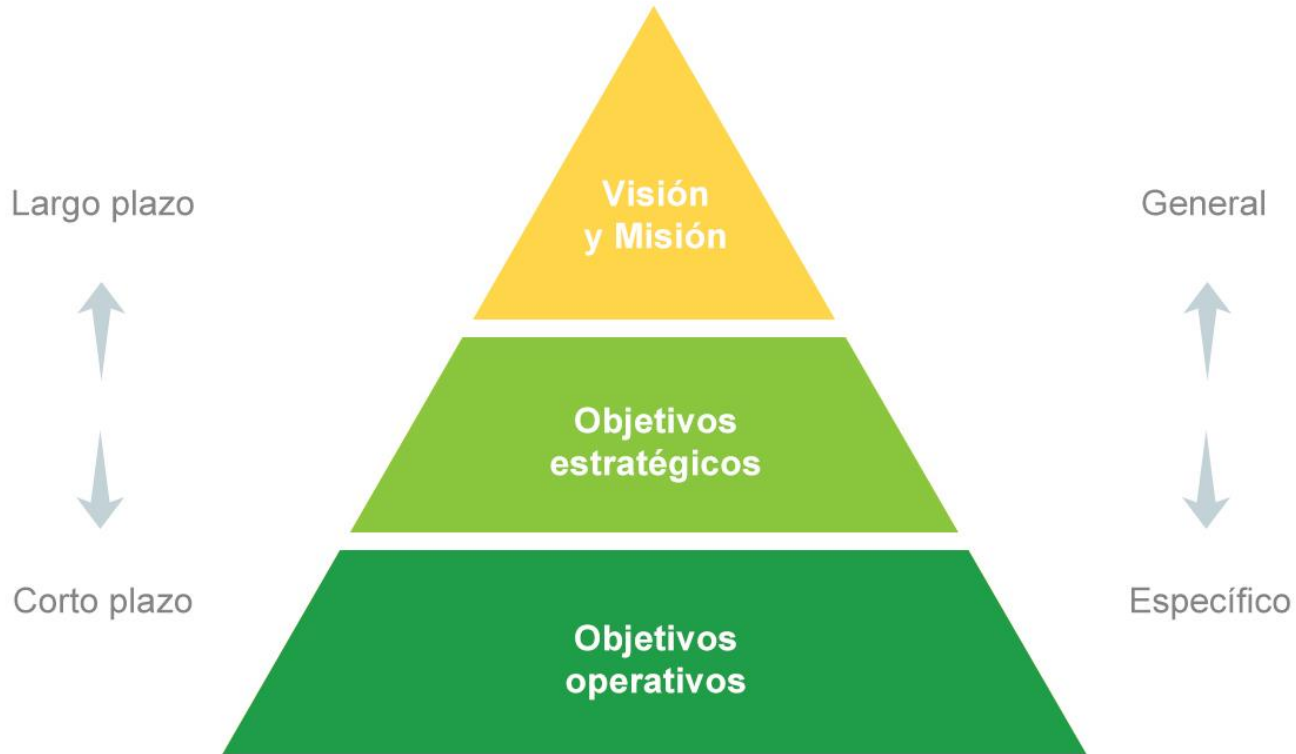 Visión
y Misión
Largo plazo
General
Objetivos
estratégicos
Corto plazo
Específico
Objetivos
operativos